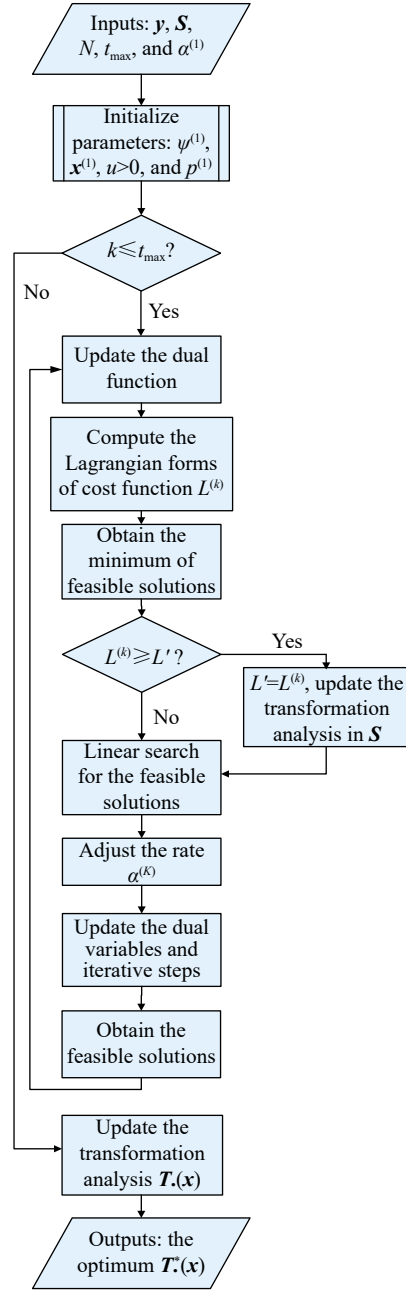 Inputs: y, S,
N, t_max, and α^(1)
Initialize
parameters: ψ^(1),
x^(1), u>0, and p^(1)
k≤t_max?
No
Yes
Update the dual
function
Compute the
Lagrangian forms
of cost function L^(k)
Obtain the
minimum of
feasible solutions
L^(k)≥L′?
Yes
L′=L^(k), update the
transformation
analysis in S
No
Linear search
for the feasible
solutions
Adjust the rate
α^(K)
Update the dual
variables and
iterative steps
Obtain the
feasible solutions
Update the
transformation
analysis T.(x)
Outputs: the
optimum T.*(x)